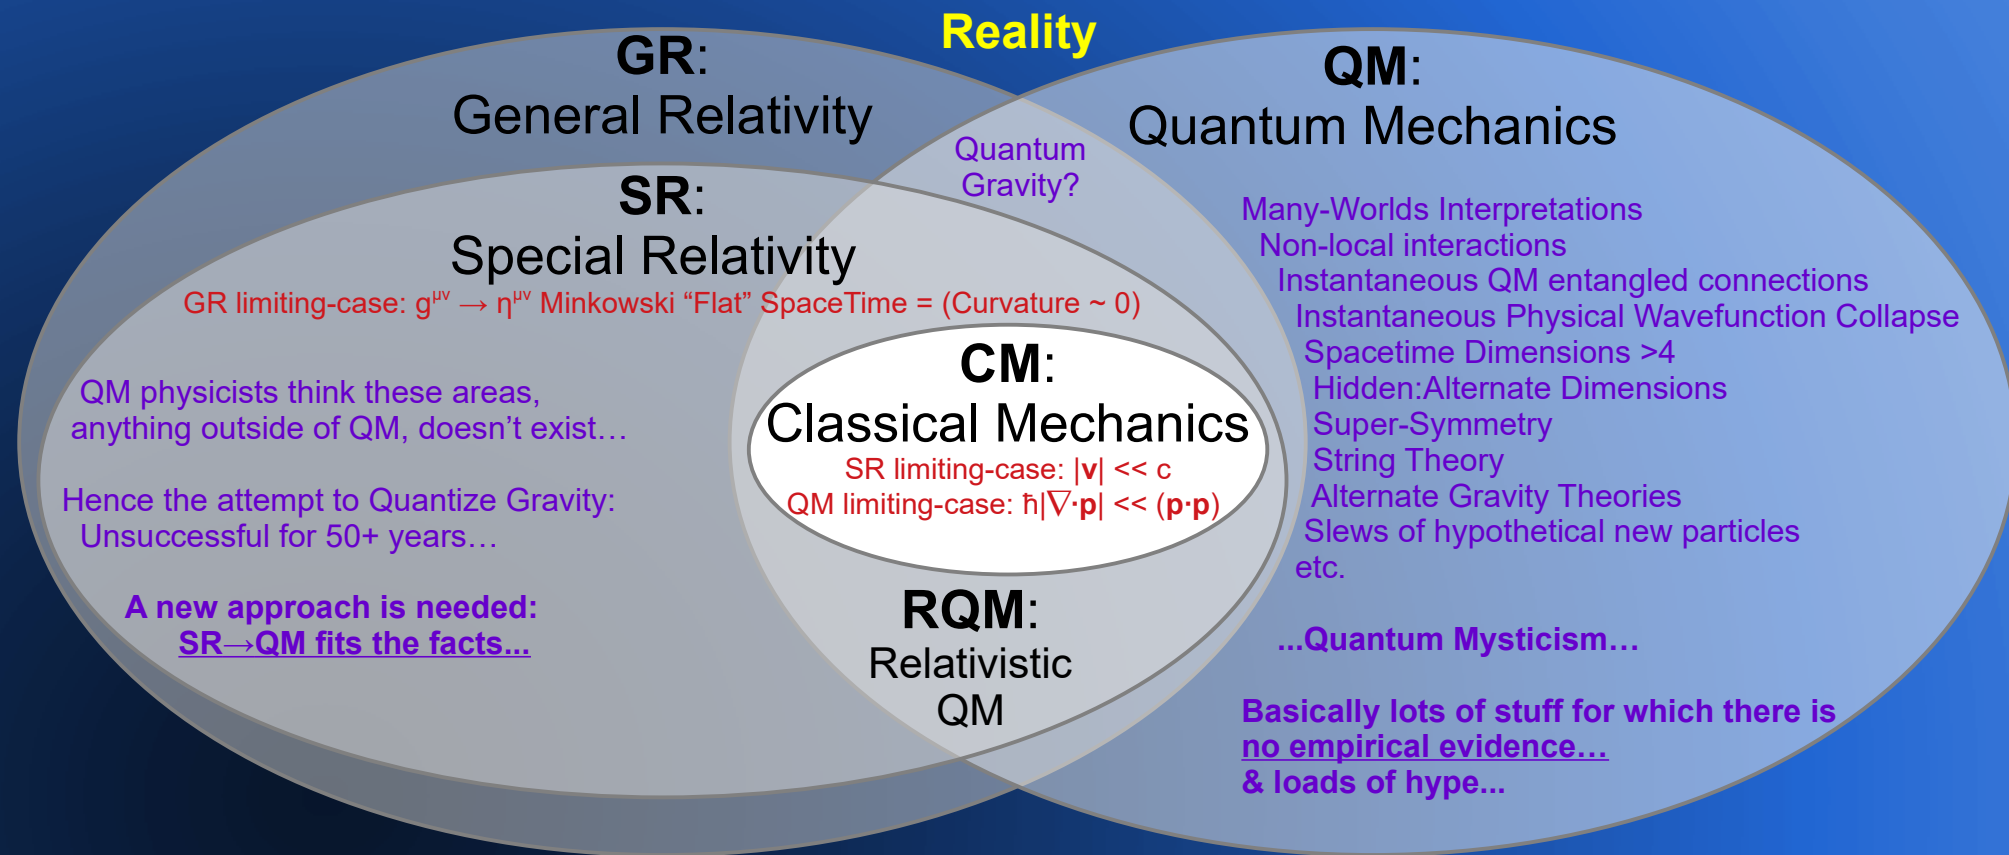 Reality
GR:
General Relativity
QM:
Quantum Mechanics
Quantum
Gravity?
SR:
Special Relativity
GR limiting-case: g^μν → η^μν Minkowski “Flat” SpaceTime = (Curvature ~ 0)
QM physicists think these areas,
anything outside of QM, doesn’t exist…
Hence the attempt to Quantize Gravity:
Unsuccessful for 50+ years…
A new approach is needed:
SR→QM fits the facts...
CM:
Classical Mechanics
SR limiting-case: |v| << c
QM limiting-case: ħ|∇·p| << (p·p)
RQM:
Relativistic
QM
Many-Worlds Interpretations
Non-local interactions
Instantaneous QM entangled connections
Instantaneous Physical Wavefunction Collapse
Spacetime Dimensions >4
Hidden:Alternate Dimensions
Super-Symmetry
String Theory
Alternate Gravity Theories
Slews of hypothetical new particles
etc.
...Quantum Mysticism…
Basically lots of stuff for which there is
no empirical evidence…
& loads of hype...